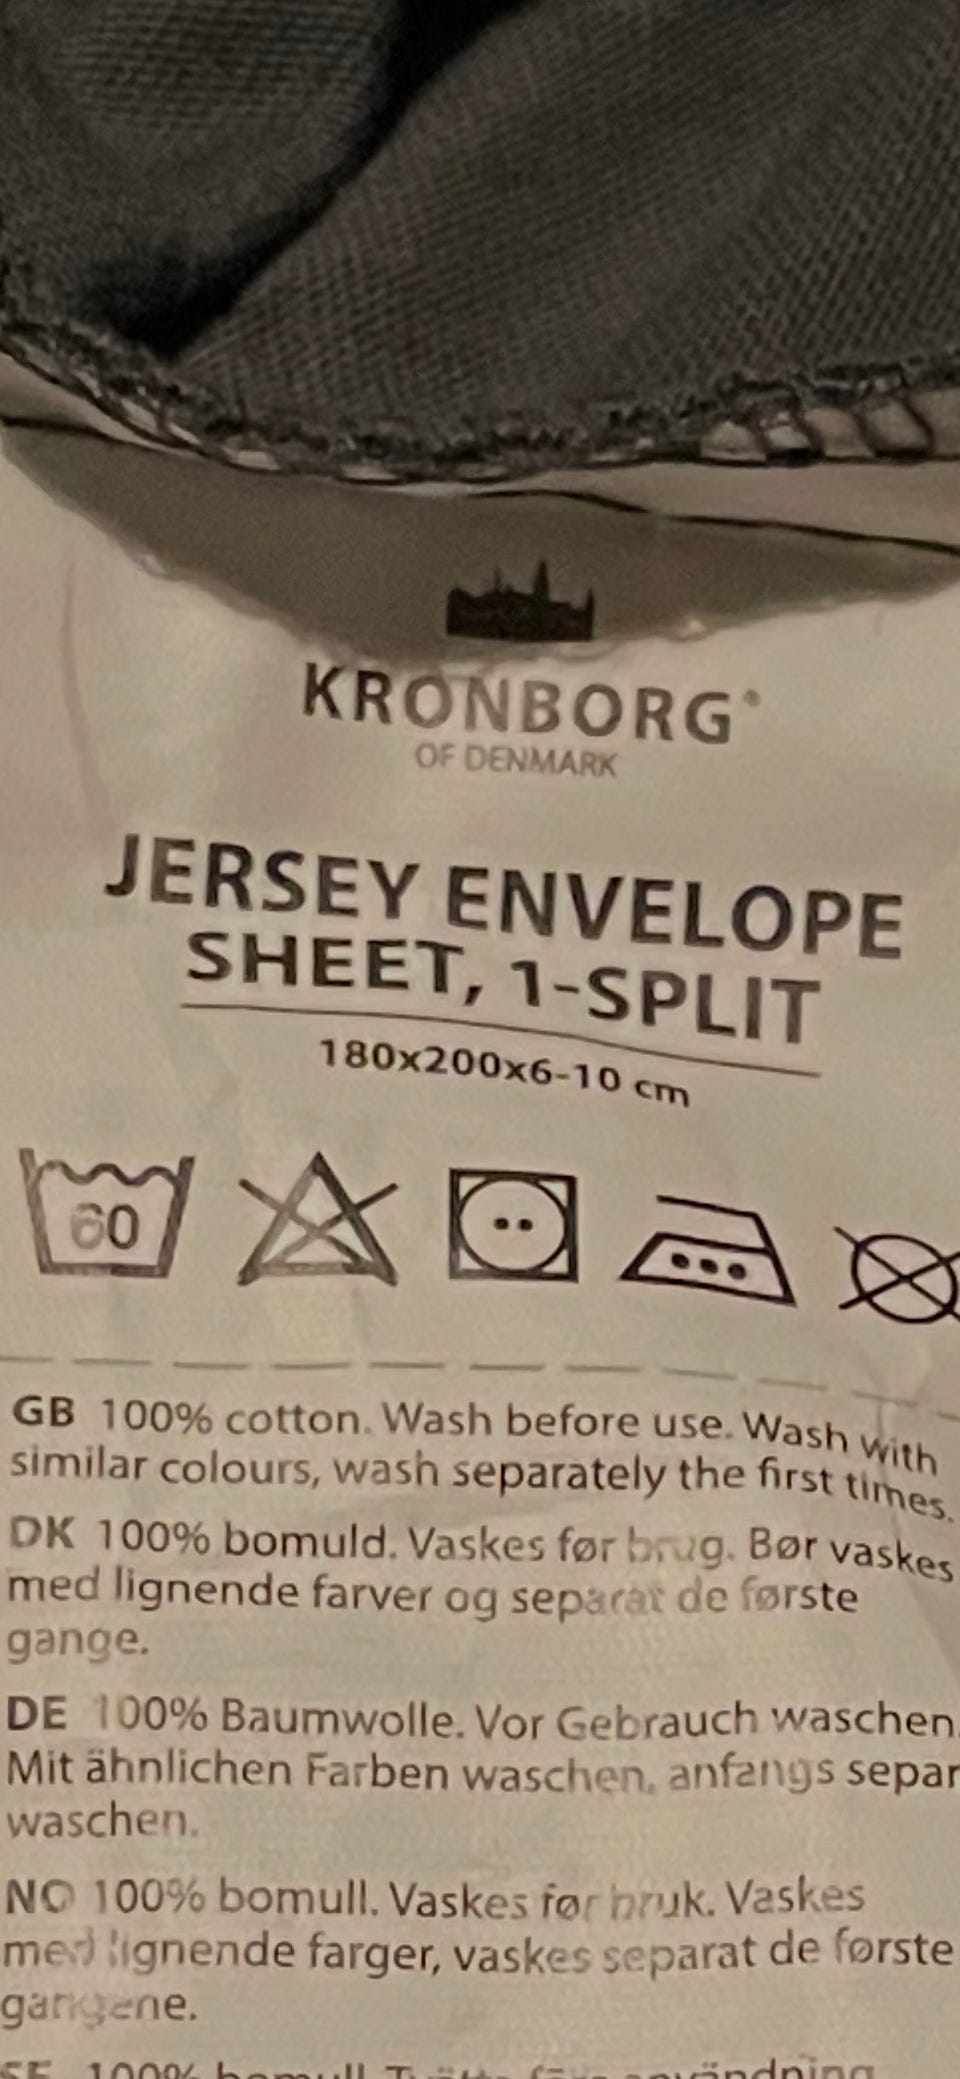 KRONBORG®
OF DENMARK
JERSEY ENVELOPE
SHEET, 1-SPLIT
180x200x6-10 cm
60
GB 100% cotton. Wash before use. Wash with
similar colours, wash separately the first times.
DK 100% bomuld. Vaskes før brug. Bør vaskes
med lignende farver og separat de første
gange.
DE 100% Baumwolle. Vor Gebrauch waschen.
Mit ähnlichen Farben waschen, anfangs separ
waschen.
NO 100% bomull. Vaskes før bruk. Vaskes
med lignende farger, vaskes separat de første
gangene.
SE 100% bomull.